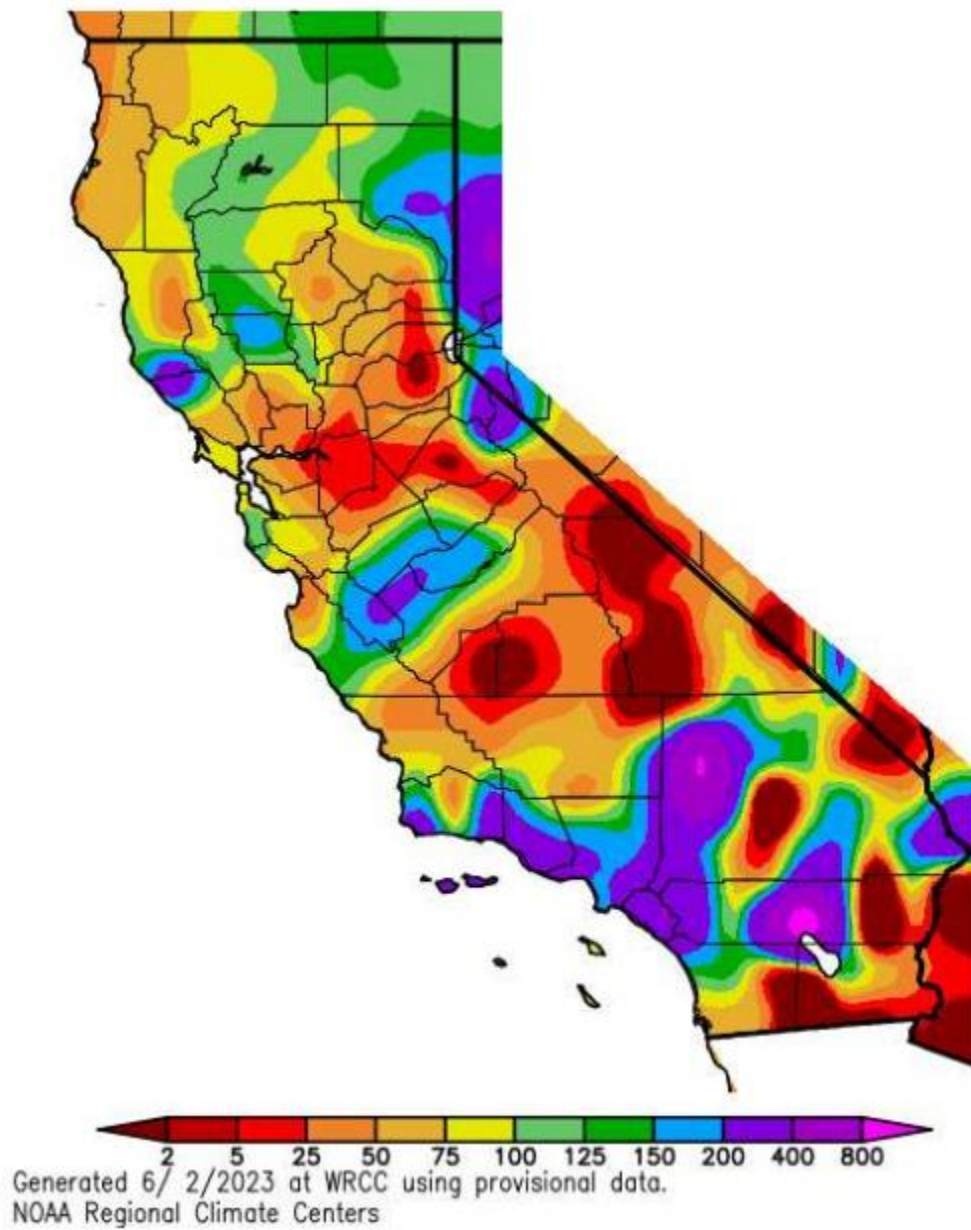 2 5 25 50 75 100 125 150 200 400 800
Generated 6/ 2/2023 at WRCC using provisional data.
NOAA Regional Climate Centers